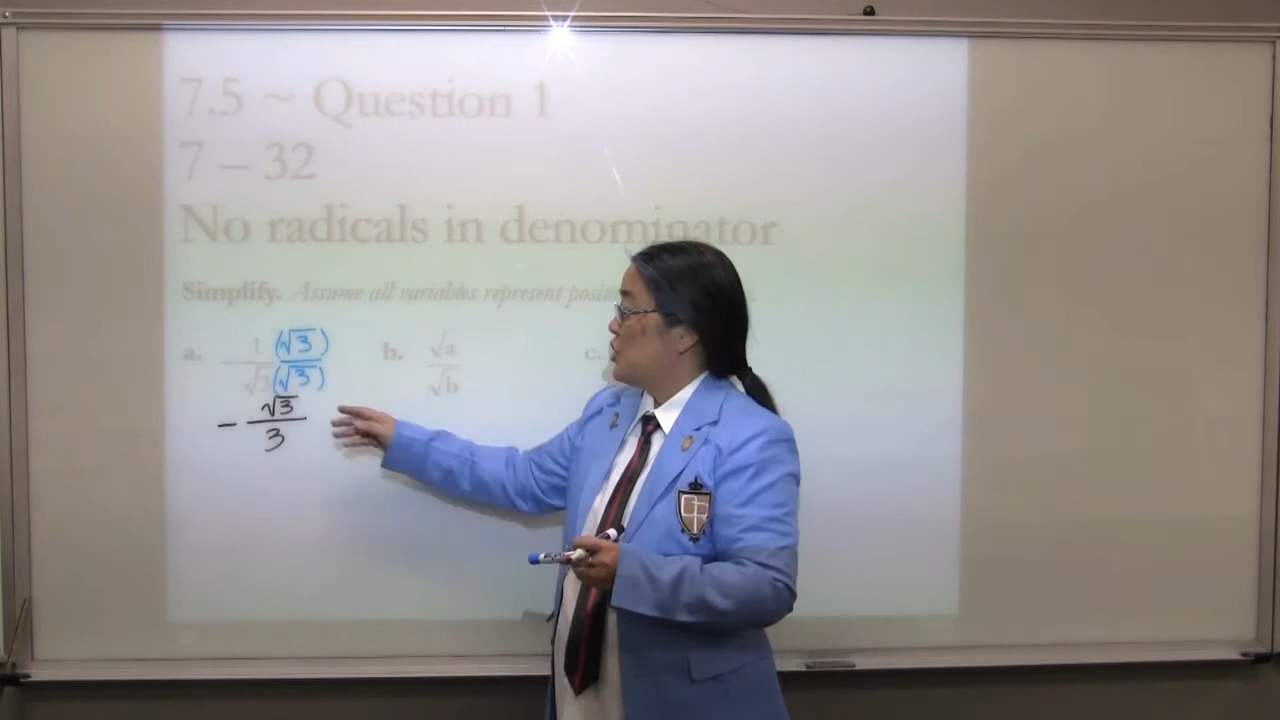 7.5 ~ Question 1
7 – 32
No radicals in denominator
Simplify. Assume all variables represent
a. -1/√3 (√3)/(√3) b. √a/√b c.
- √3/3